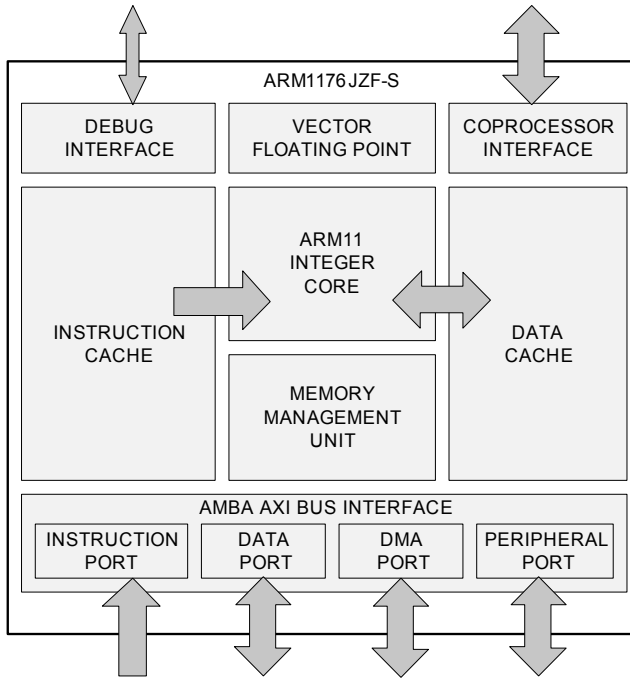 ARM1176JZF-S
DEBUG
INTERFACE
VECTOR
FLOATING POINT
COPROCESSOR
INTERFACE
INSTRUCTION
CACHE
ARM11
INTEGER
CORE
MEMORY
MANAGEMENT
UNIT
DATA
CACHE
AMBA AXI BUS INTERFACE
INSTRUCTION
PORT
DATA
PORT
DMA
PORT
PERIPHERAL
PORT